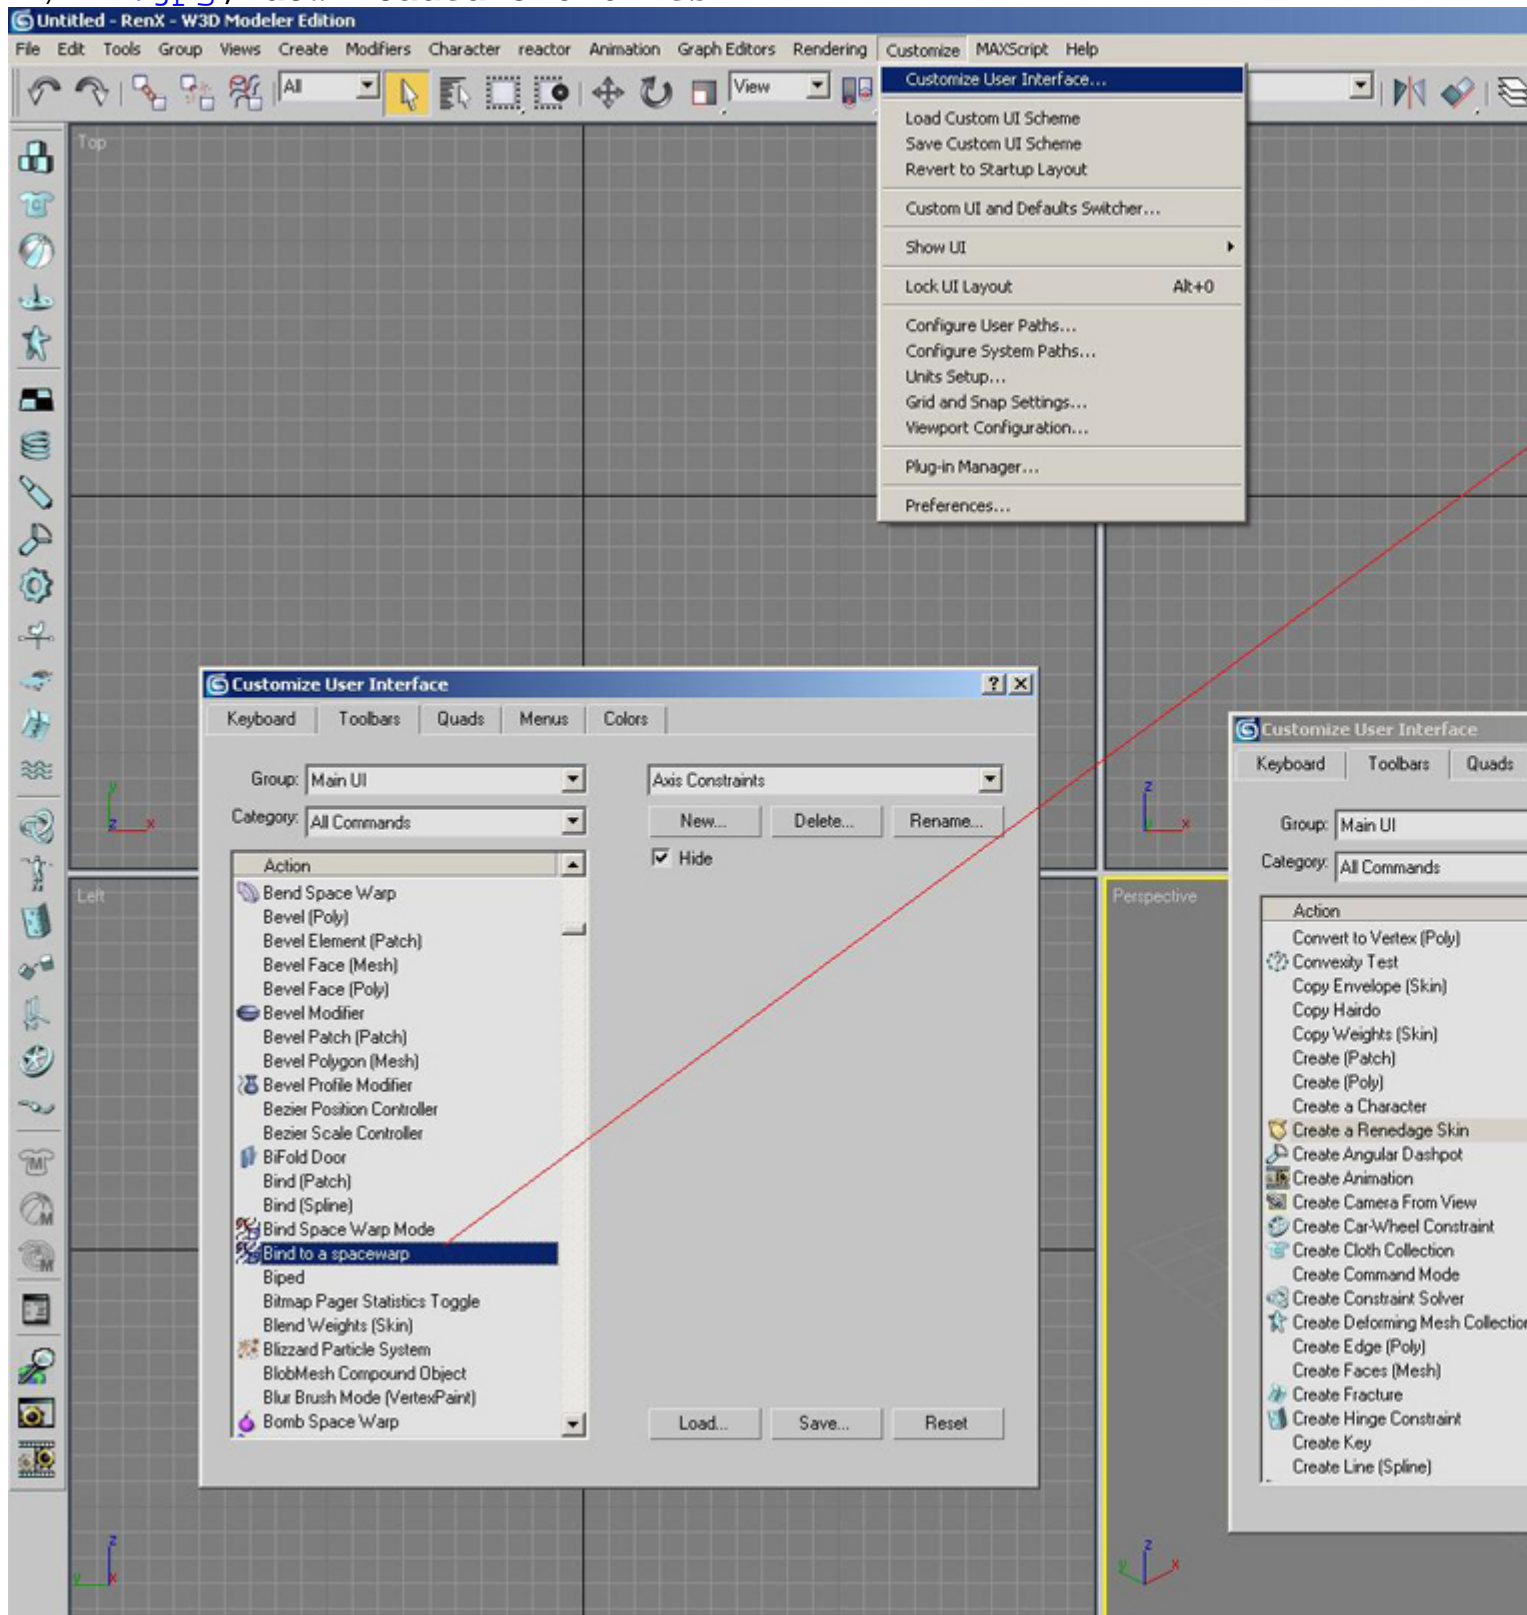 Untitled - RenX - W3D Modeler Edition
File Edit Tools Group Views Create Modifiers Character reactor Animation Graph Editors Rendering Customize MAXScript Help
All
View
Customize User Interface...
Load Custom UI Scheme
Save Custom UI Scheme
Revert to Startup Layout
Custom UI and Defaults Switcher...
Show UI
Lock UI Layout Alt+0
Configure User Paths...
Configure System Paths...
Units Setup...
Grid and Snap Settings...
Viewport Configuration...
Plug-in Manager...
Preferences...
Top
y
z x
Customize User Interface
Keyboard Toolbars Quads Menus Colors
Group: Main UI
Category: All Commands
Axis Constraints
New... Delete... Rename...
Hide
Action
Bend Space Warp
Bevel (Poly)
Bevel Element (Patch)
Bevel Face (Mesh)
Bevel Face (Poly)
Bevel Modifier
Bevel Patch (Patch)
Bevel Polygon (Mesh)
Bevel Profile Modifier
Bezier Position Controller
Bezier Scale Controller
BiFold Door
Bind (Patch)
Bind (Spline)
Bind Space Warp Mode
Bind to a spacewarp
Biped
Bitmap Pager Statistics Toggle
Blend Weights (Skin)
Blizzard Particle System
BlobMesh Compound Object
Blur Brush Mode (VertexPaint)
Bomb Space Warp
Load... Save... Reset
z
y x
Left
z
y x
Perspective
z
y x
Customize User Interface
Keyboard Toolbars Quads
Group: Main UI
Category: All Commands
Action
Convert to Vertex (Poly)
Convexity Test
Copy Envelope (Skin)
Copy Hairdo
Copy Weights (Skin)
Create (Patch)
Create (Poly)
Create a Character
Create a Renedage Skin
Create Angular Dashpot
Create Animation
Create Camera From View
Create Car-Wheel Constraint
Create Cloth Collection
Create Command Mode
Create Constraint Solver
Create Deforming Mesh Collection
Create Edge (Poly)
Create Faces (Mesh)
Create Fracture
Create Hinge Constraint
Create Key
Create Line (Spline)